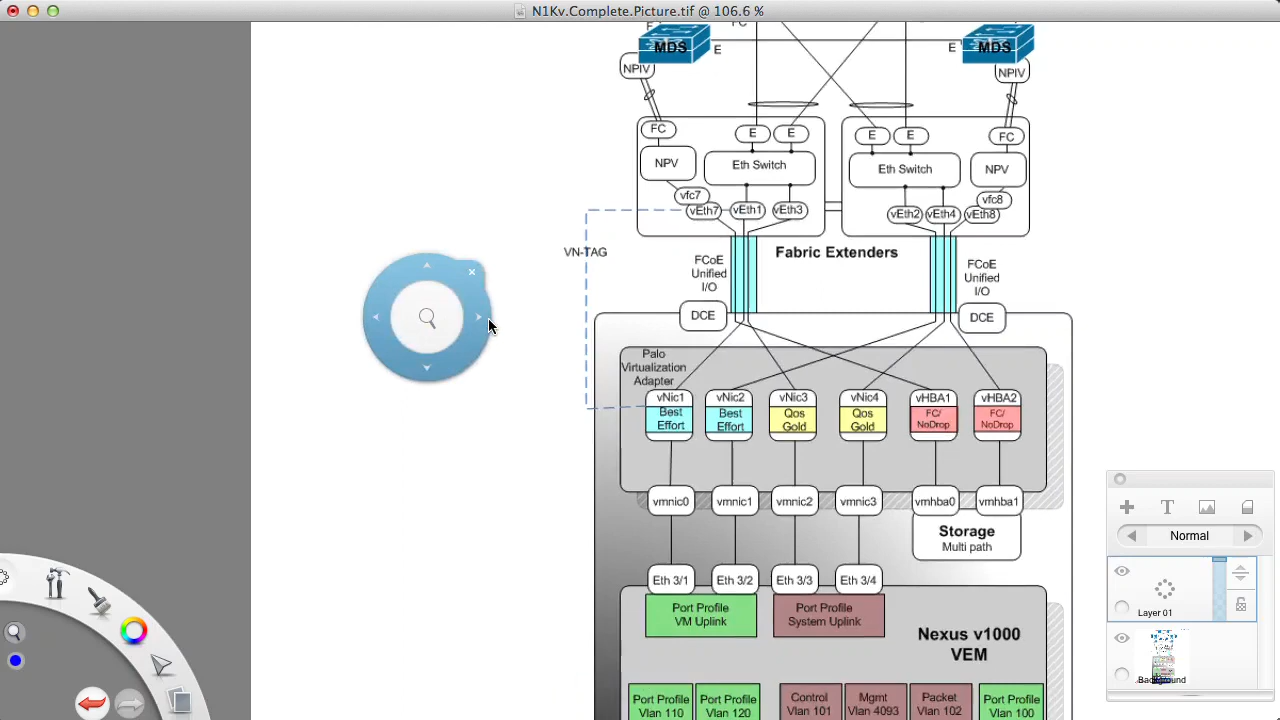 N1Kv.Complete.Picture.tif @ 106.6 %
MDS
E
E
MDS
NPIV
NPIV
FC
E
E
E
E
FC
NPV
Eth Switch
Eth Switch
NPV
vfc7
vfc8
vEth7
vEth1
vEth3
vEth2
vEth4
vEth8
VN-TAG
Fabric Extenders
FCoE
Unified
I/O
FCoE
Unified
I/O
DCE
DCE
Palo
Virtualization
Adapter
vNic1
vNic2
vNic3
vNic4
vHBA1
vHBA2
Best
Effort
Best
Effort
Qos
Gold
Qos
Gold
FC/
NoDrop
FC/
NoDrop
vmnic0
vmnic1
vmnic2
vmnic3
vmhba0
vmhba1
Storage
Multi path
Eth 3/1
Eth 3/2
Eth 3/3
Eth 3/4
Port Profile
VM Uplink
Port Profile
System Uplink
Nexus v1000
VEM
Port Profile
Vlan 110
Port Profile
Vlan 120
Control
Vlan 101
Mgmt
Vlan 4093
Packet
Vlan 102
Port Profile
Vlan 100
T
Normal
Layer 01
Background